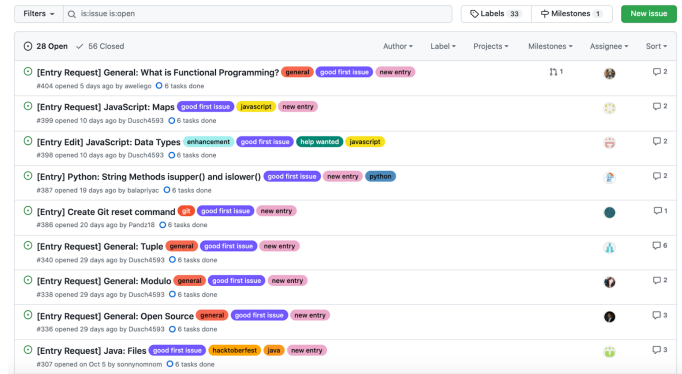 Filters
is:issue is:open
Labels 33
Milestones 1
New issue
28 Open 56 Closed Author Label Projects Milestones Assignee Sort
[Entry Request] General: What is Functional Programming? general good first issue new entry 1 2
#404 opened 5 days ago by aweliego 6 tasks done
[Entry Request] JavaScript: Maps good first issue javascript new entry 2
#399 opened 10 days ago by Dusch4593 6 tasks done
[Entry Edit] JavaScript: Data Types enhancement good first issue help wanted javascript 2
#398 opened 10 days ago by Dusch4593 6 tasks done
[Entry] Python: String Methods isupper() and islower() good first issue new entry python 2
#387 opened 19 days ago by balapriyac 6 tasks done
[Entry] Create Git reset command git good first issue new entry 1
#386 opened 20 days ago by Pandz18 6 tasks done
[Entry Request] General: Tuple general good first issue new entry 6
#340 opened 29 days ago by Dusch4593 6 tasks done
[Entry Request] General: Modulo general good first issue new entry 2
#338 opened 29 days ago by Dusch4593 6 tasks done
[Entry Request] General: Open Source general good first issue new entry 3
#336 opened 29 days ago by Dusch4593 6 tasks done
[Entry Request] Java: Files good first issue hacktoberfest java new entry 3
#307 opened on Oct 5 by sonnynomnom 6 tasks done